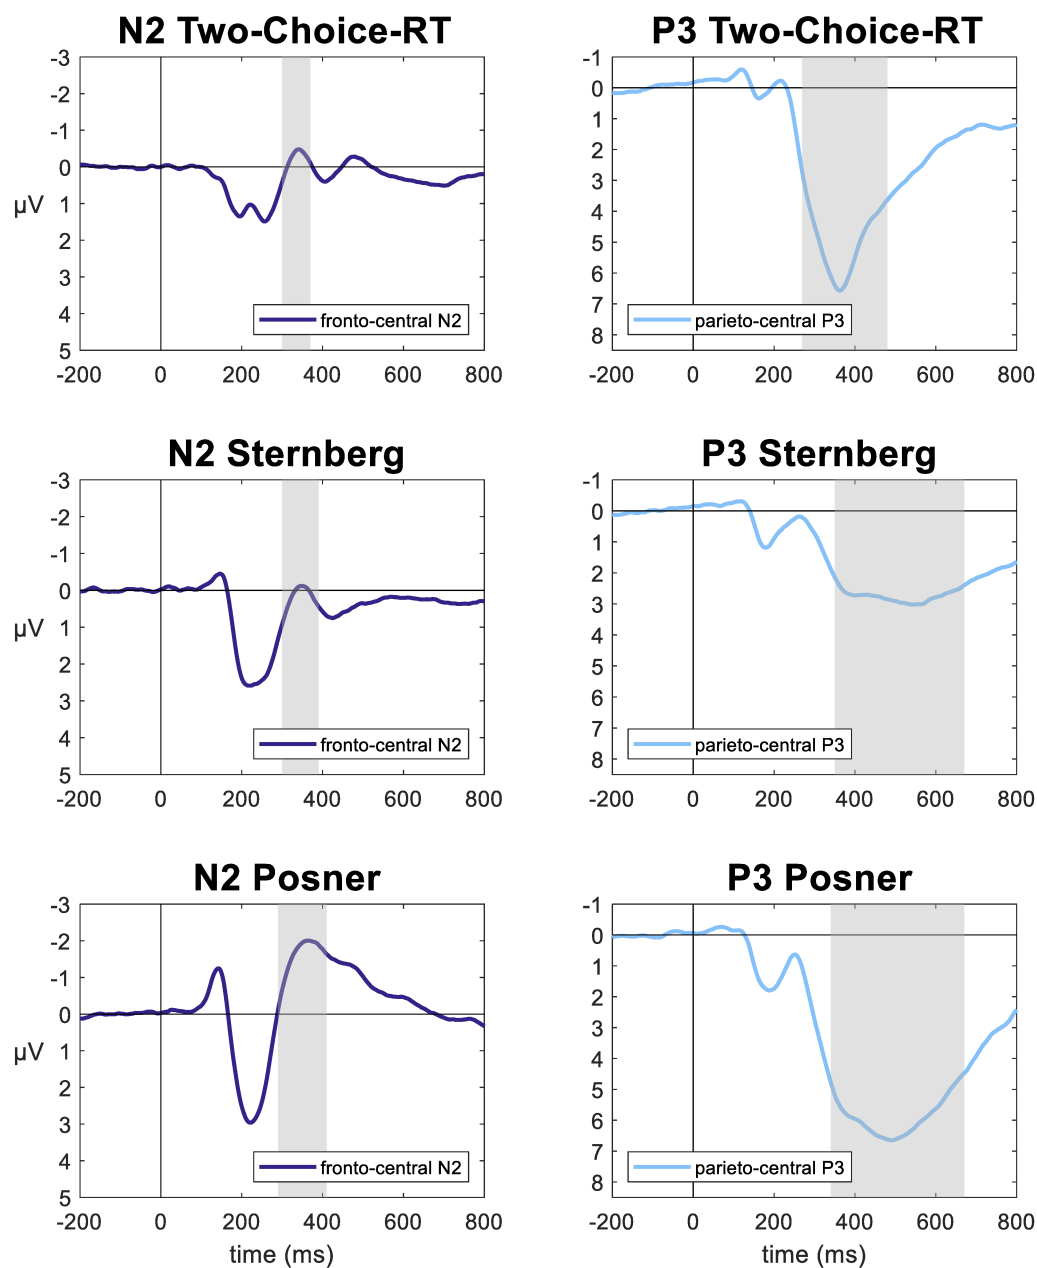 N2 Two-Choice-RT
P3 Two-Choice-RT
-3
-2
-1
0
1
2
3
4
5
µV
fronto-central N2
-200 0 200 400 600 800
-1
0
1
2
3
4
5
6
7
8
parieto-central P3
-200 0 200 400 600 800
N2 Sternberg
P3 Sternberg
-3
-2
-1
0
1
2
3
4
5
µV
fronto-central N2
-200 0 200 400 600 800
-1
0
1
2
3
4
5
6
7
8
parieto-central P3
-200 0 200 400 600 800
N2 Posner
P3 Posner
-3
-2
-1
0
1
2
3
4
5
µV
fronto-central N2
-200 0 200 400 600 800
time (ms)
-1
0
1
2
3
4
5
6
7
8
parieto-central P3
-200 0 200 400 600 800
time (ms)